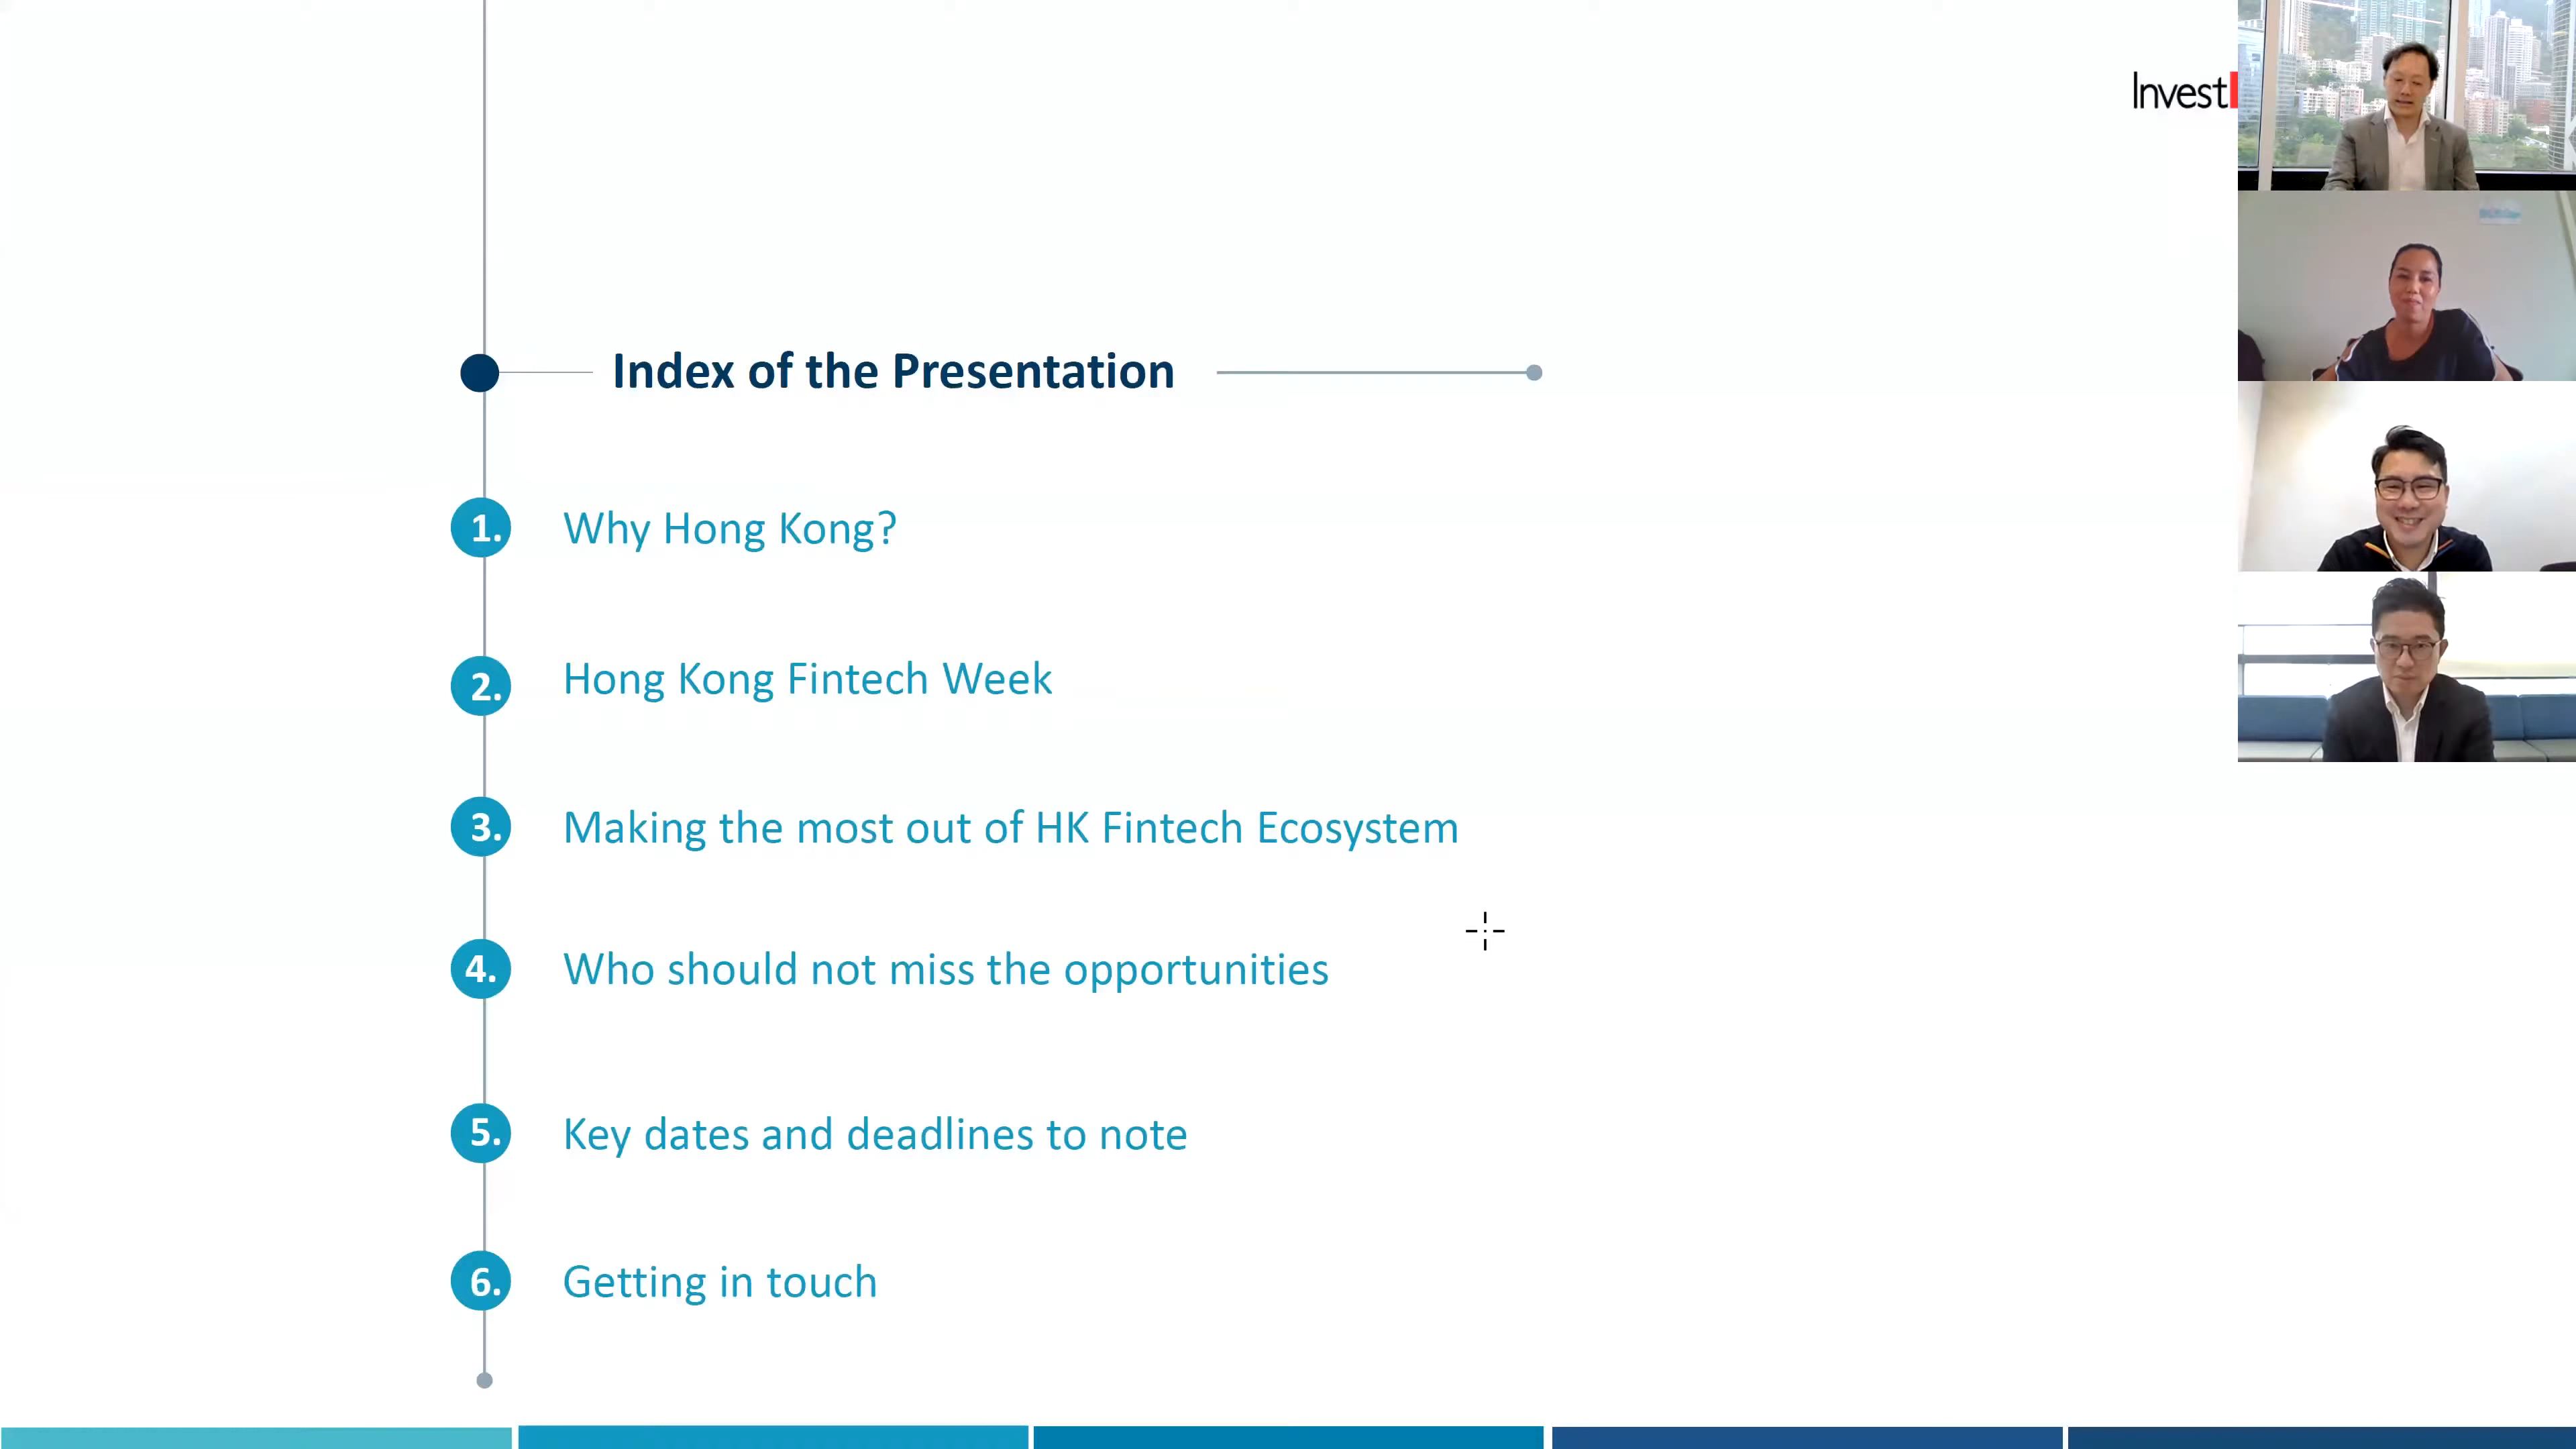 Invest
Index of the Presentation
1. Why Hong Kong?
2. Hong Kong Fintech Week
3. Making the most out of HK Fintech Ecosystem
4. Who should not miss the opportunities
5. Key dates and deadlines to note
6. Getting in touch